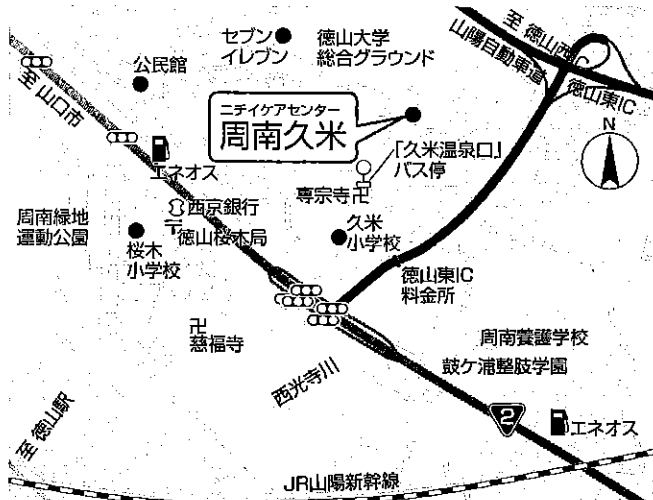 セブン
イレブン
徳山大学
総合グラウンド
至 徳山西IC
山陽自動車道
徳山東IC
公民館
至 山口市
ニチイケアセンター
周南久米
N
エネオス
「久米温泉口」
バス停
専宗寺卍
西京銀行
〒
徳山桜木局
周南緑地
運動公園
桜木
小学校
久米
小学校
徳山東IC
料金所
卍
慈福寺
西光寺川
周南養護学校
鼓ケ浦整肢学園
2
エネオス
至 徳山駅
JR山陽新幹線